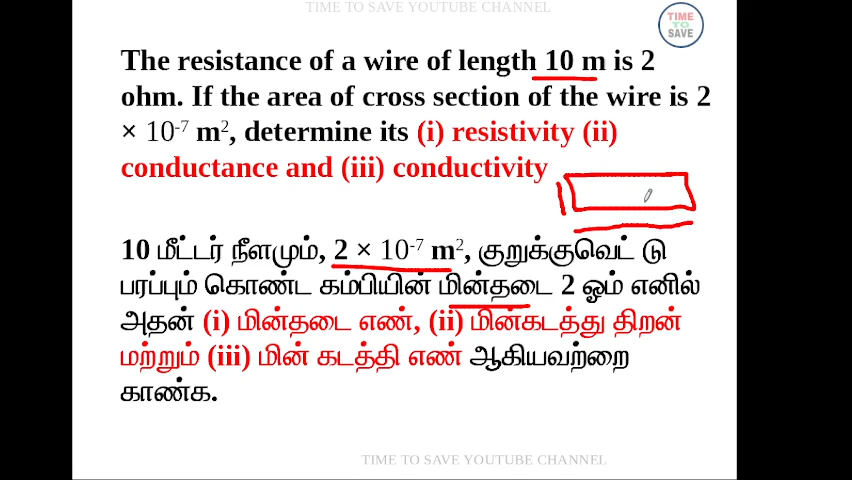 TIME TO SAVE YOUTUBE CHANNEL
TIME
TO
SAVE
The resistance of a wire of length 10 m is 2
ohm. If the area of cross section of the wire is 2
× 10⁻⁷ m², determine its (i) resistivity (ii)
conductance and (iii) conductivity
10 மீட்டர் நீளமும், 2 × 10⁻⁷ m², குறுக்குவெட் டு
பரப்பும் கொண்ட கம்பியின் மின்தடை 2 ஓம் எனில்
அதன் (i) மின்தடை எண், (ii) மின்கடத்து திறன்
மற்றும் (iii) மின் கடத்தி எண் ஆகியவற்றை
காண்க.
TIME TO SAVE YOUTUBE CHANNEL